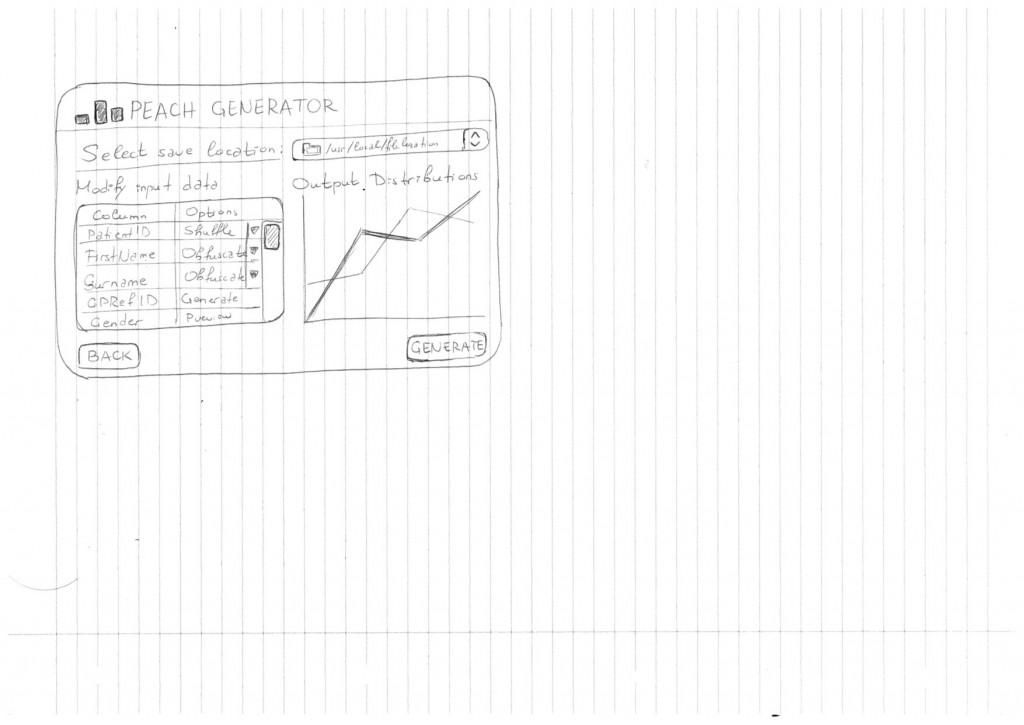 PEACH GENERATOR
Select save location: /usr/local/filelocation
Modify input data
Output Distributions
Column Options
PatientID Shuffle
FirstName Obfuscate
Surname Obfuscate
GPRefID Generate
Gender Preview
BACK
GENERATE